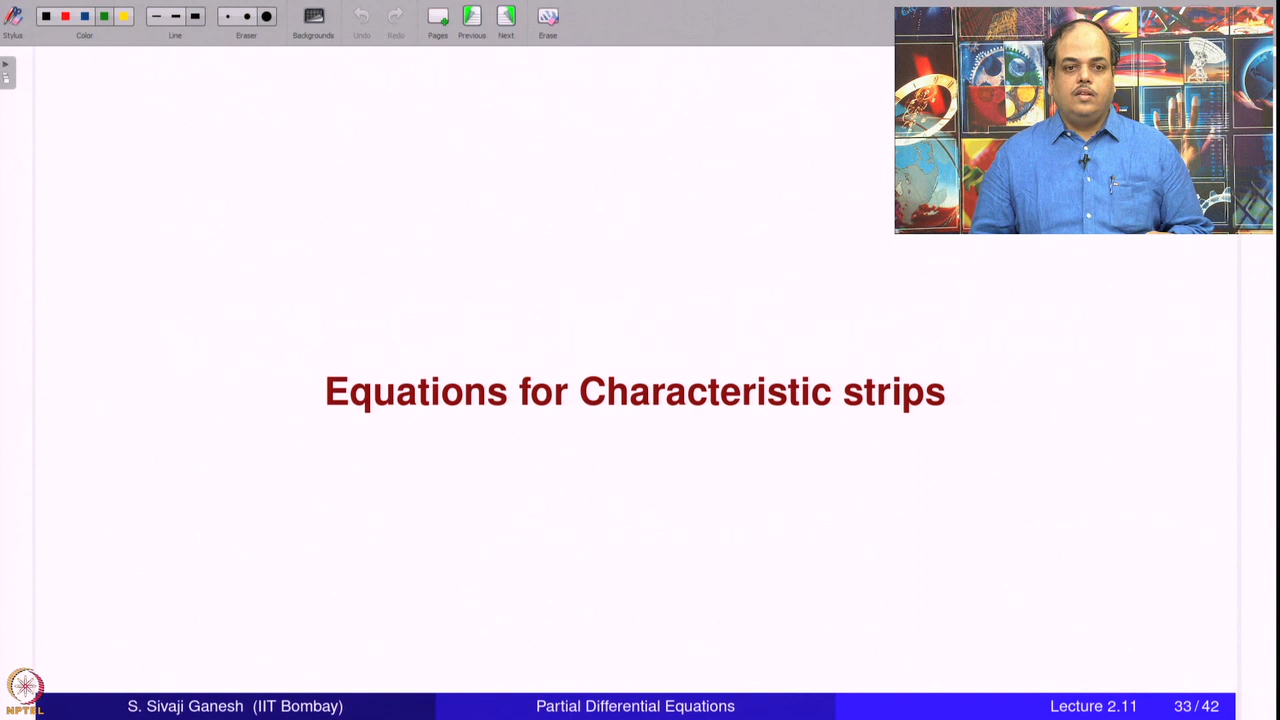 Stylus
Color
Line
Eraser
Backgrounds
Undo
Redo
Pages
Previous
Next
Erase
Equations for Characteristic strips
NPTEL
S. Sivaji Ganesh (IIT Bombay)
Partial Differential Equations
Lecture 2.11
33/42